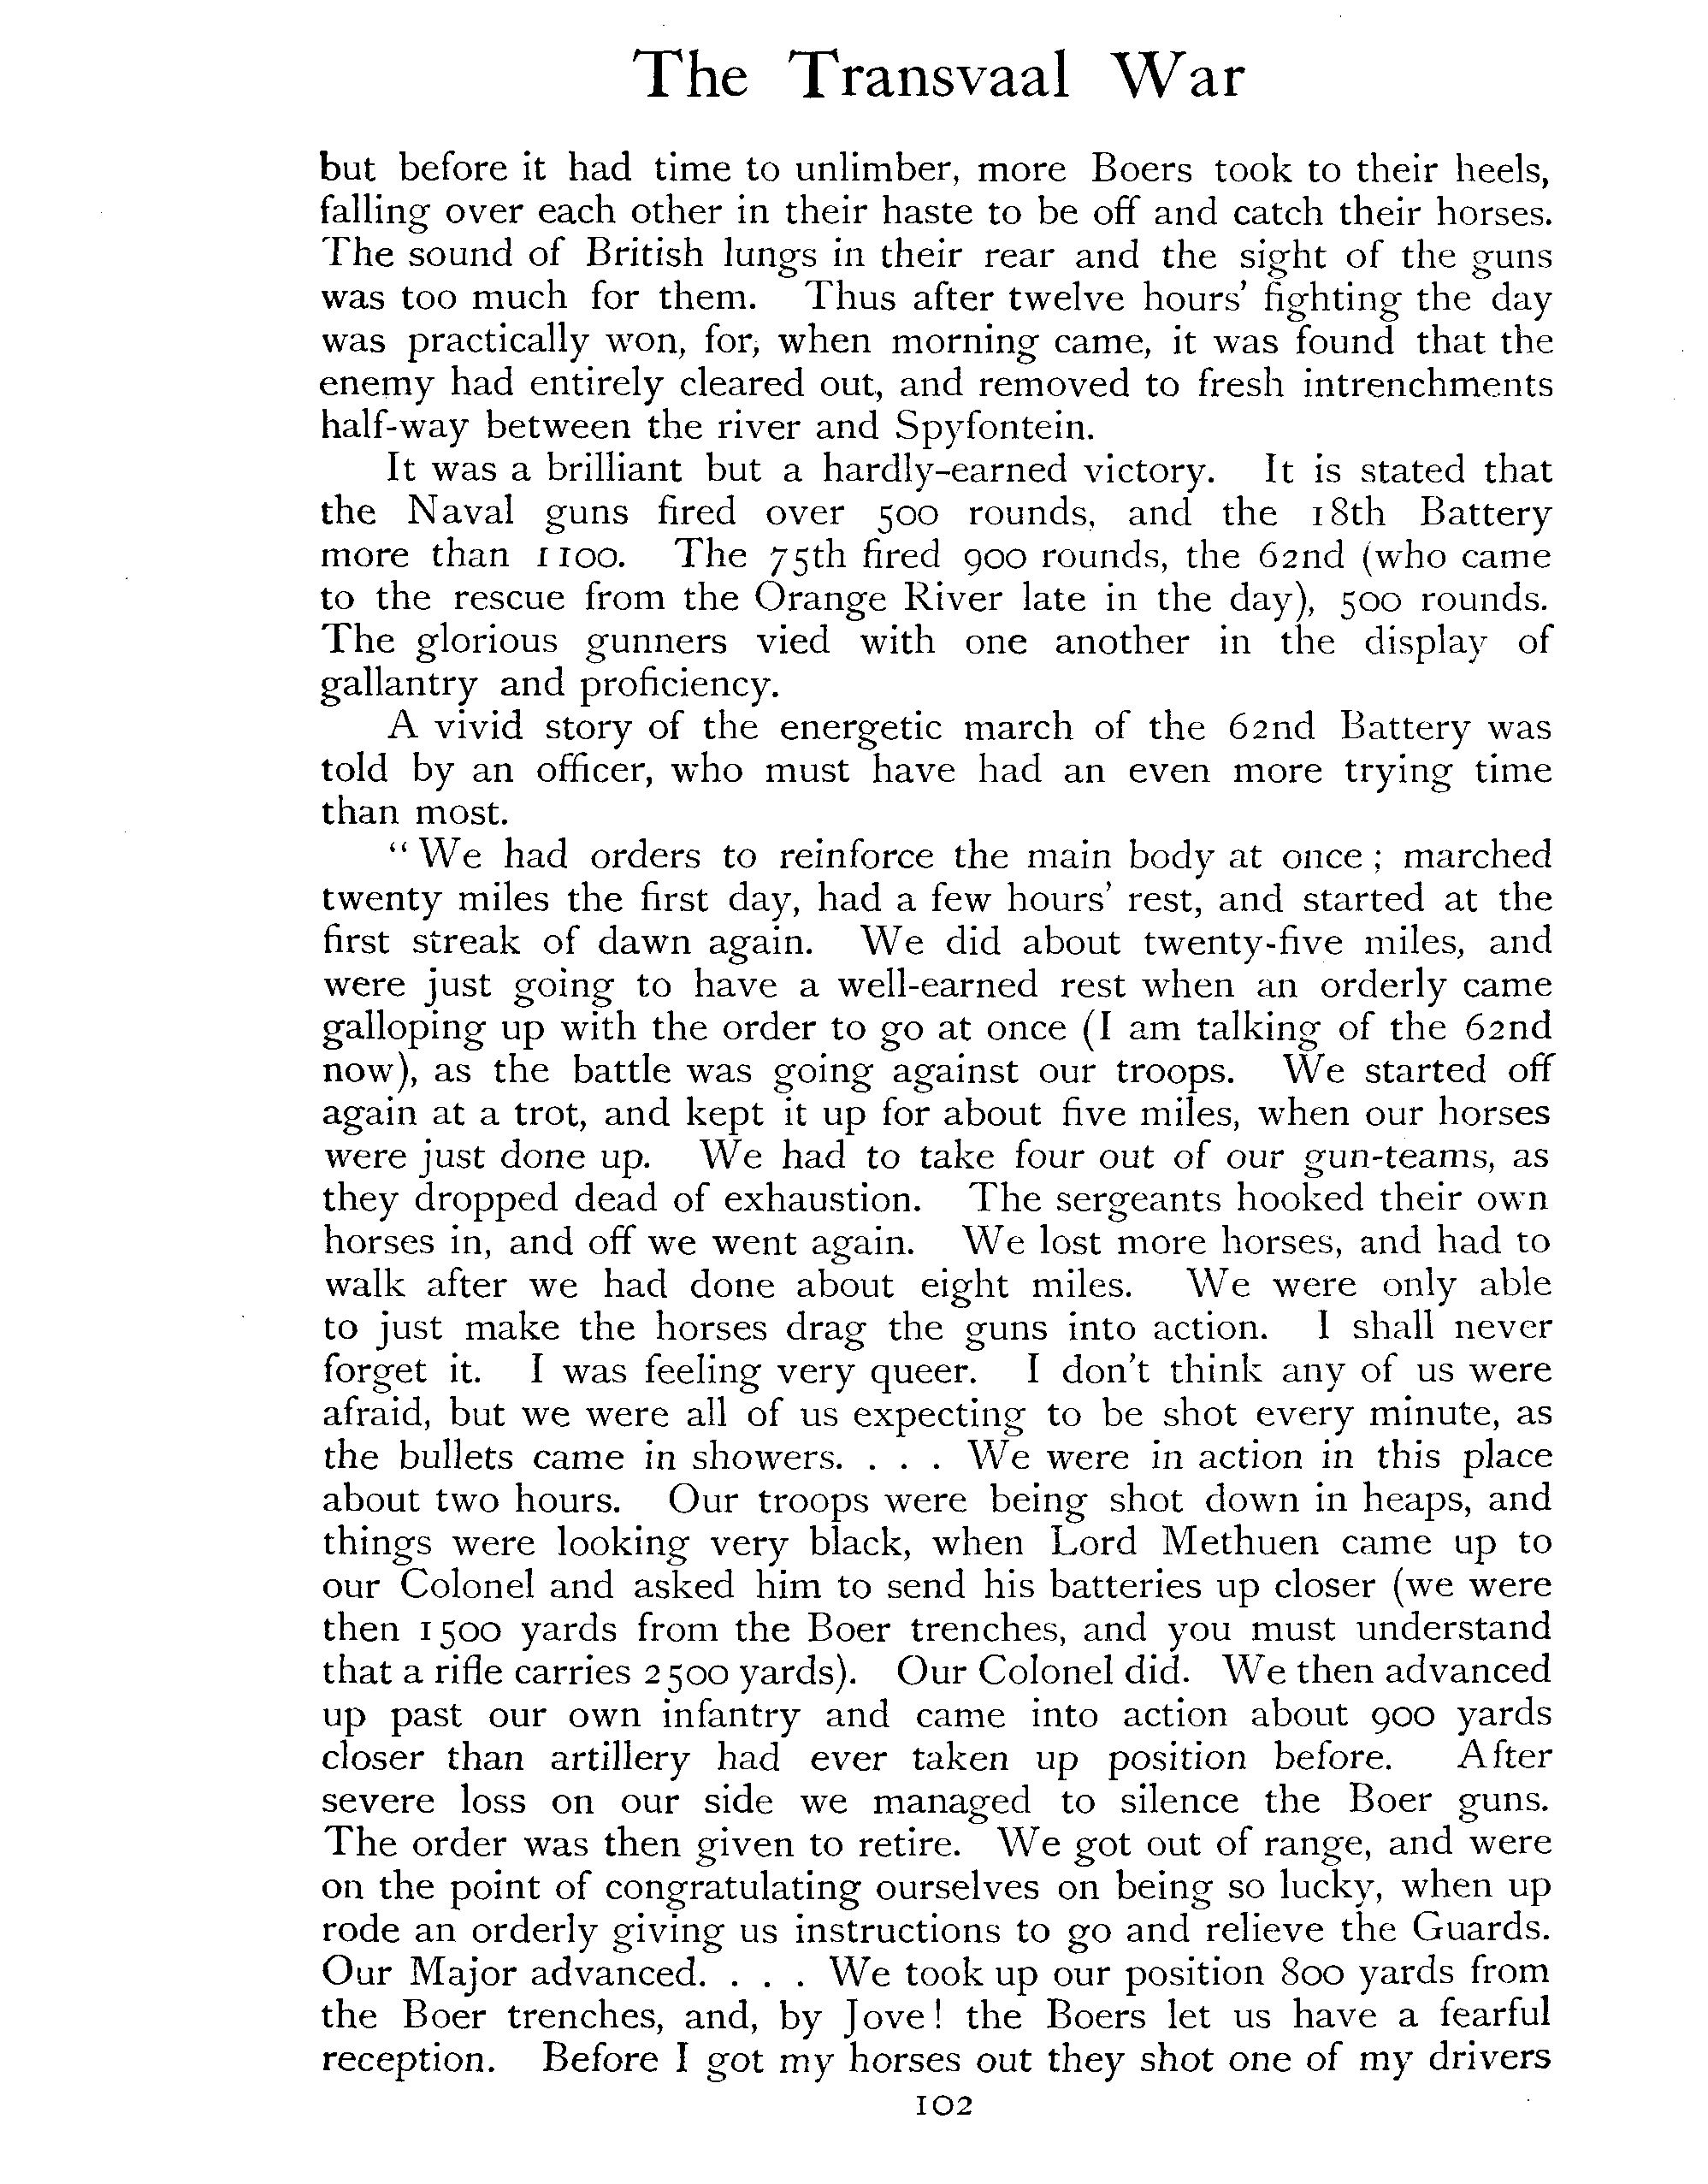 The Transvaal War
but before it had time to unlimber, more Boers took to their heels,
falling over each other in their haste to be off and catch their horses.
The sound of British lungs in their rear and the sight of the guns
was too much for them. Thus after twelve hours' fighting the day
was practically won, for, when morning came, it was found that the
enemy had entirely cleared out, and removed to fresh intrenchments
half-way between the river and Spyfontein.
It was a brilliant but a hardly-earned victory. It is stated that
the Naval guns fired over 500 rounds, and the 18th Battery
more than 1100. The 75th fired 900 rounds, the 62nd (who came
to the rescue from the Orange River late in the day), 500 rounds.
The glorious gunners vied with one another in the display of
gallantry and proficiency.
A vivid story of the energetic march of the 62nd Battery was
told by an officer, who must have had an even more trying time
than most.
"We had orders to reinforce the main body at once; marched
twenty miles the first day, had a few hours' rest, and started at the
first streak of dawn again. We did about twenty-five miles, and
were just going to have a well-earned rest when an orderly came
galloping up with the order to go at once (I am talking of the 62nd
now), as the battle was going against our troops. We started off
again at a trot, and kept it up for about five miles, when our horses
were just done up. We had to take four out of our gun-teams, as
they dropped dead of exhaustion. The sergeants hooked their own
horses in, and off we went again. We lost more horses, and had to
walk after we had done about eight miles. We were only able
to just make the horses drag the guns into action. I shall never
forget it. I was feeling very queer. I don't think any of us were
afraid, but we were all of us expecting to be shot every minute, as
the bullets came in showers. . . . We were in action in this place
about two hours. Our troops were being shot down in heaps, and
things were looking very black, when Lord Methuen came up to
our Colonel and asked him to send his batteries up closer (we were
then 1500 yards from the Boer trenches, and you must understand
that a rifle carries 2500 yards). Our Colonel did. We then advanced
up past our own infantry and came into action about 900 yards
closer than artillery had ever taken up position before. After
severe loss on our side we managed to silence the Boer guns.
The order was then given to retire. We got out of range, and were
on the point of congratulating ourselves on being so lucky, when up
rode an orderly giving us instructions to go and relieve the Guards.
Our Major advanced. . . . We took up our position 800 yards from
the Boer trenches, and, by Jove! the Boers let us have a fearful
reception. Before I got my horses out they shot one of my drivers
102